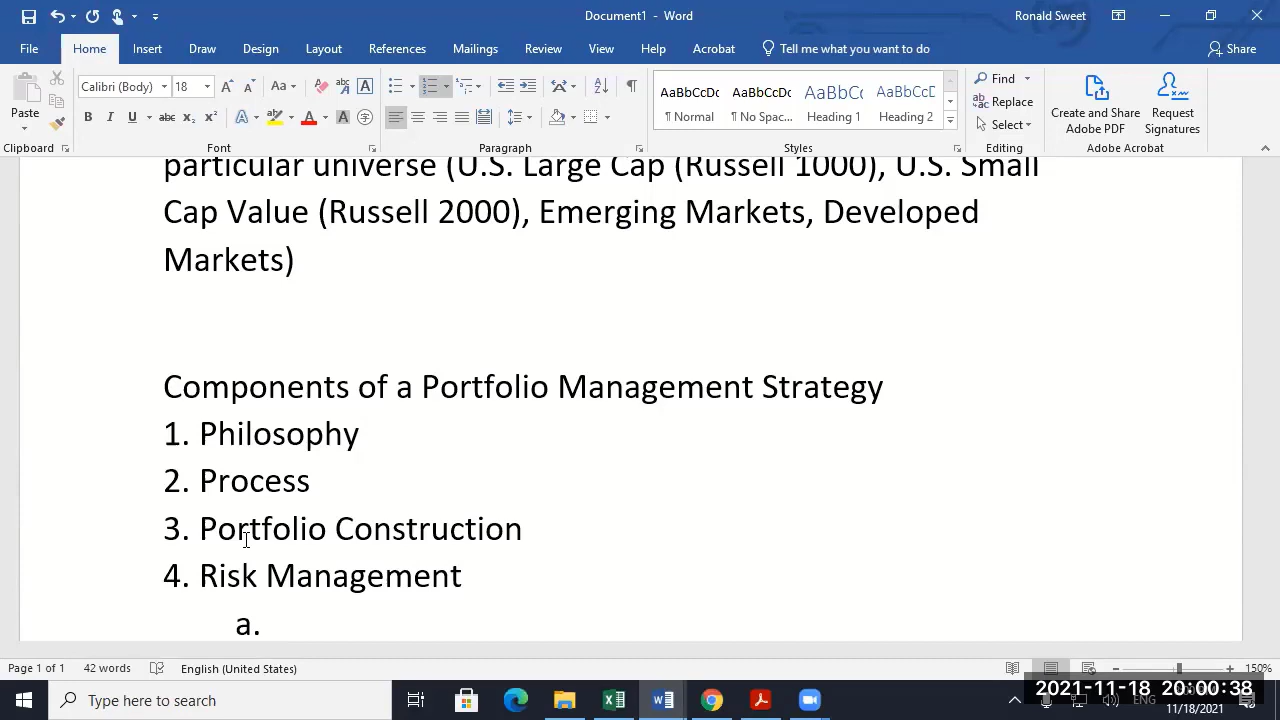 Document1 - Word
Ronald Sweet
File Home Insert Draw Design Layout References Mailings Review View Help Acrobat Tell me what you want to do Share
Paste
Calibri (Body) 18
Find
Replace
Select
AaBbCcDc AaBbCcDc AaBbCc AaBbCcD
¶ Normal ¶ No Spac... Heading 1 Heading 2
Create and Share Adobe PDF
Request Signatures
Clipboard Font Paragraph Styles Editing Adobe Acrobat
particular universe (U.S. Large Cap (Russell 1000), U.S. Small
Cap Value (Russell 2000), Emerging Markets, Developed
Markets)
Components of a Portfolio Management Strategy
1. Philosophy
2. Process
3. Portfolio Construction
4. Risk Management
a.
Page 1 of 1 42 words English (United States) 150%
Type here to search
2021-11-18 20:00:38
ENG
11/18/2021